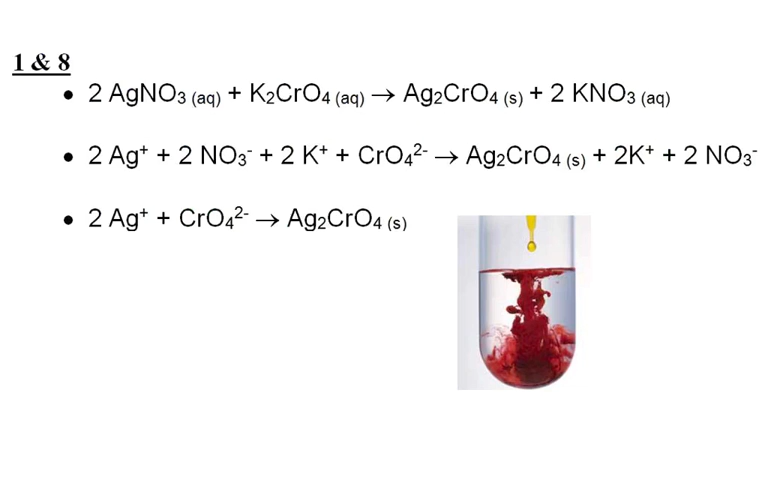 1 & 8
• 2 AgNO₃ (aq) + K₂CrO₄ (aq) → Ag₂CrO₄ (s) + 2 KNO₃ (aq)
• 2 Ag⁺ + 2 NO₃⁻ + 2 K⁺ + CrO₄²⁻ → Ag₂CrO₄ (s) + 2K⁺ + 2 NO₃⁻
• 2 Ag⁺ + CrO₄²⁻ → Ag₂CrO₄ (s)